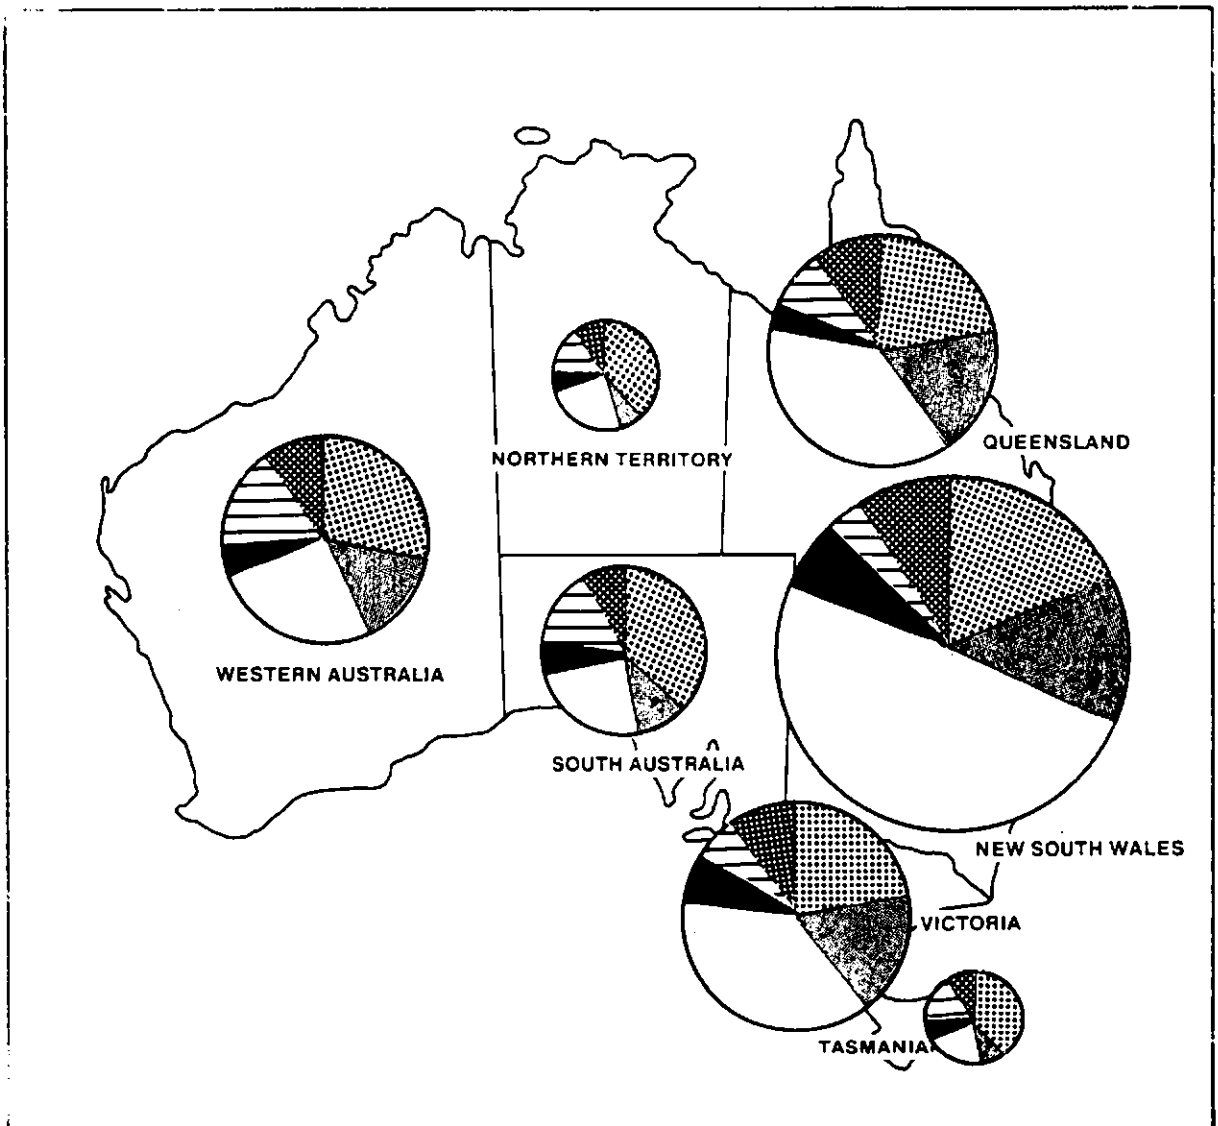 QUEENSLAND
NORTHERN TERRITORY
WESTERN AUSTRALIA
SOUTH AUSTRALIA
NEW SOUTH WALES
VICTORIA
TASMANIA